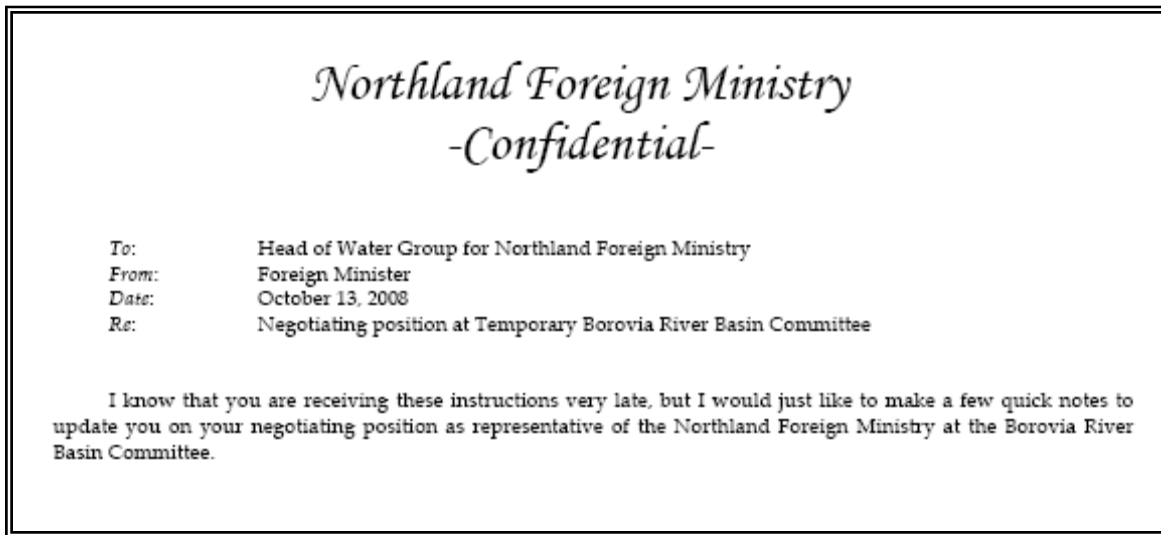 Northland Foreign Ministry
-Confidential-
To: Head of Water Group for Northland Foreign Ministry
From: Foreign Minister
Date: October 13, 2008
Re: Negotiating position at Temporary Borovia River Basin Committee
I know that you are receiving these instructions very late, but I would just like to make a few quick notes to
update you on your negotiating position as representative of the Northland Foreign Ministry at the Borovia River
Basin Committee.